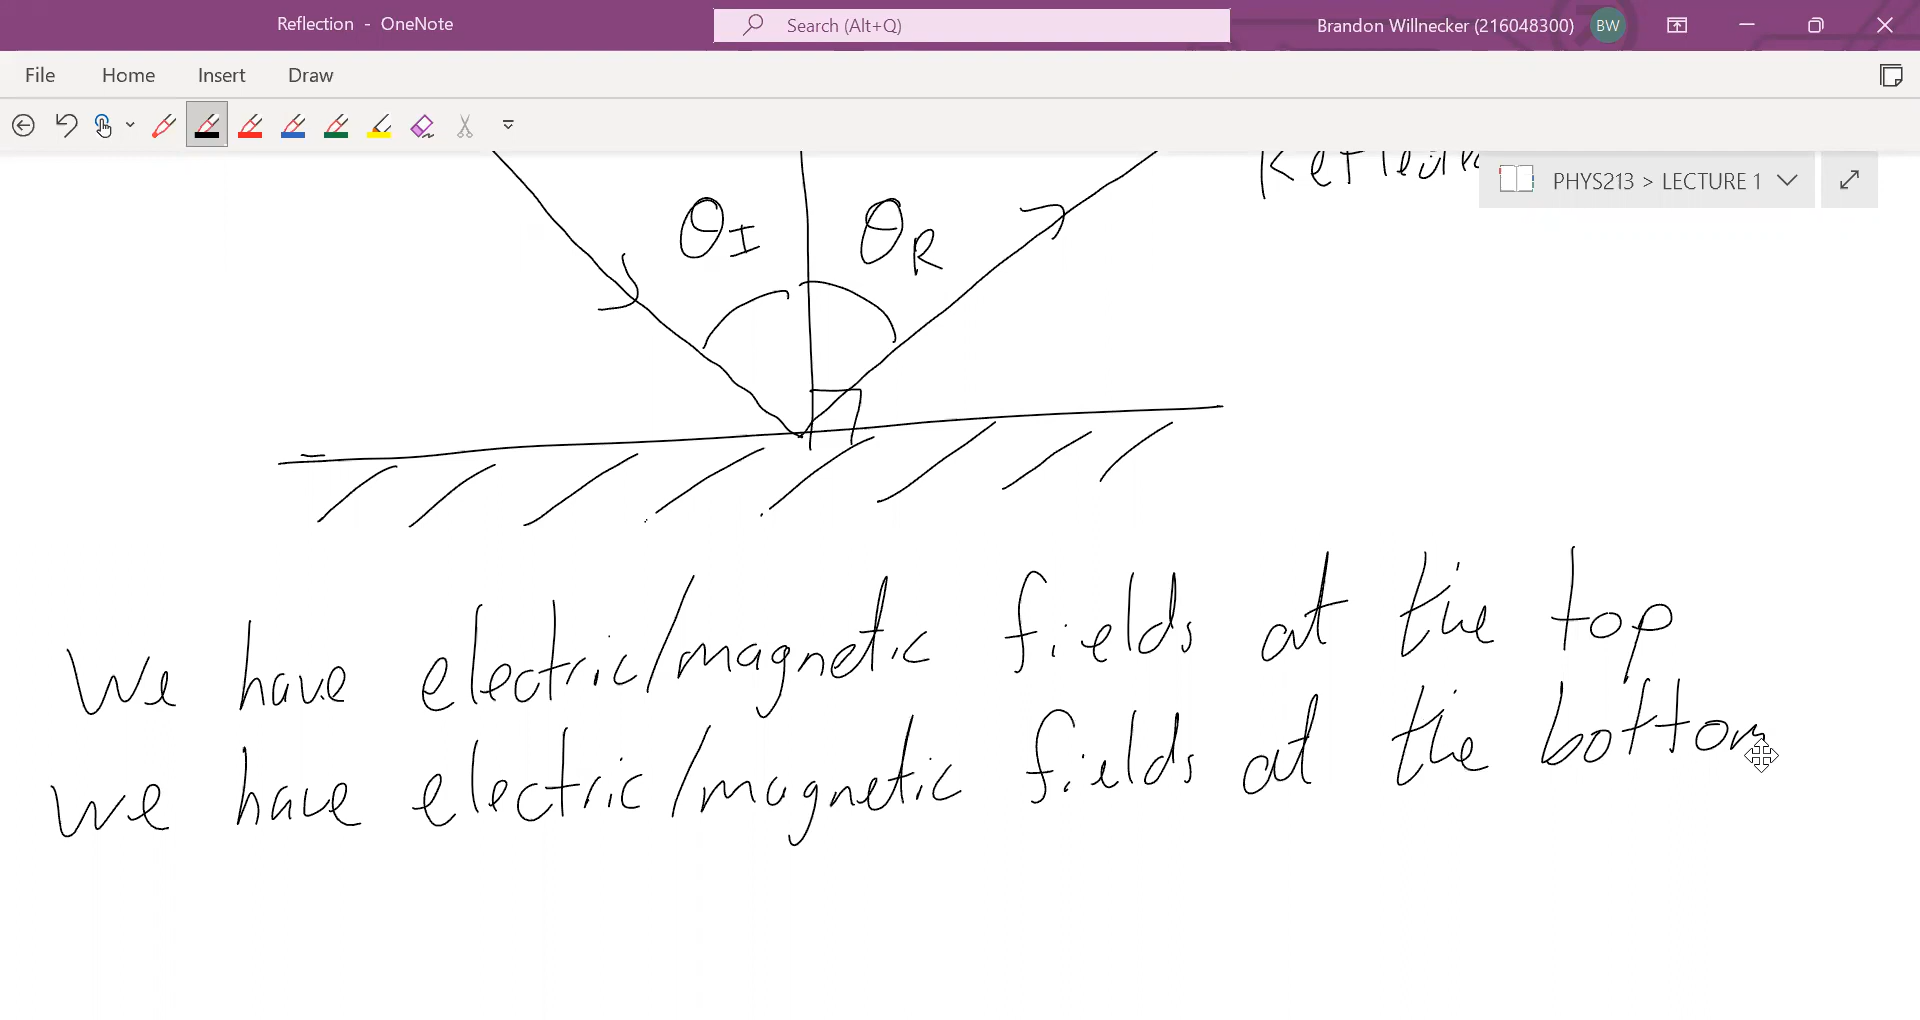 Reflection - OneNote
Search (Alt+Q)
Brandon Willnecker (216048300)
BW
File Home Insert Draw
PHYS213 > LECTURE 1
θI θR
We have electric/magnetic fields at the top
we have electric/magnetic fields at the bottom